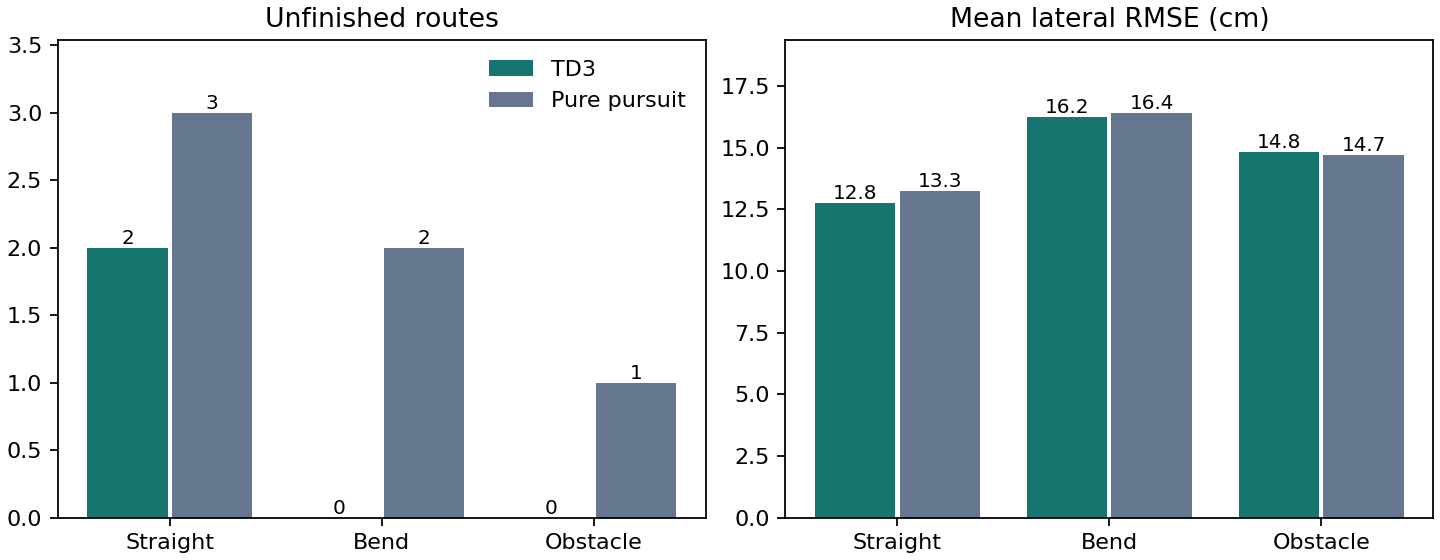 Unfinished routes
3.5
3.0
2.5
2.0
1.5
1.0
0.5
0.0
TD3
Pure pursuit
2
3
0
2
0
1
Straight
Bend
Obstacle
Mean lateral RMSE (cm)
17.5
15.0
12.5
10.0
7.5
5.0
2.5
0.0
12.8
13.3
16.2
16.4
14.8
14.7
Straight
Bend
Obstacle